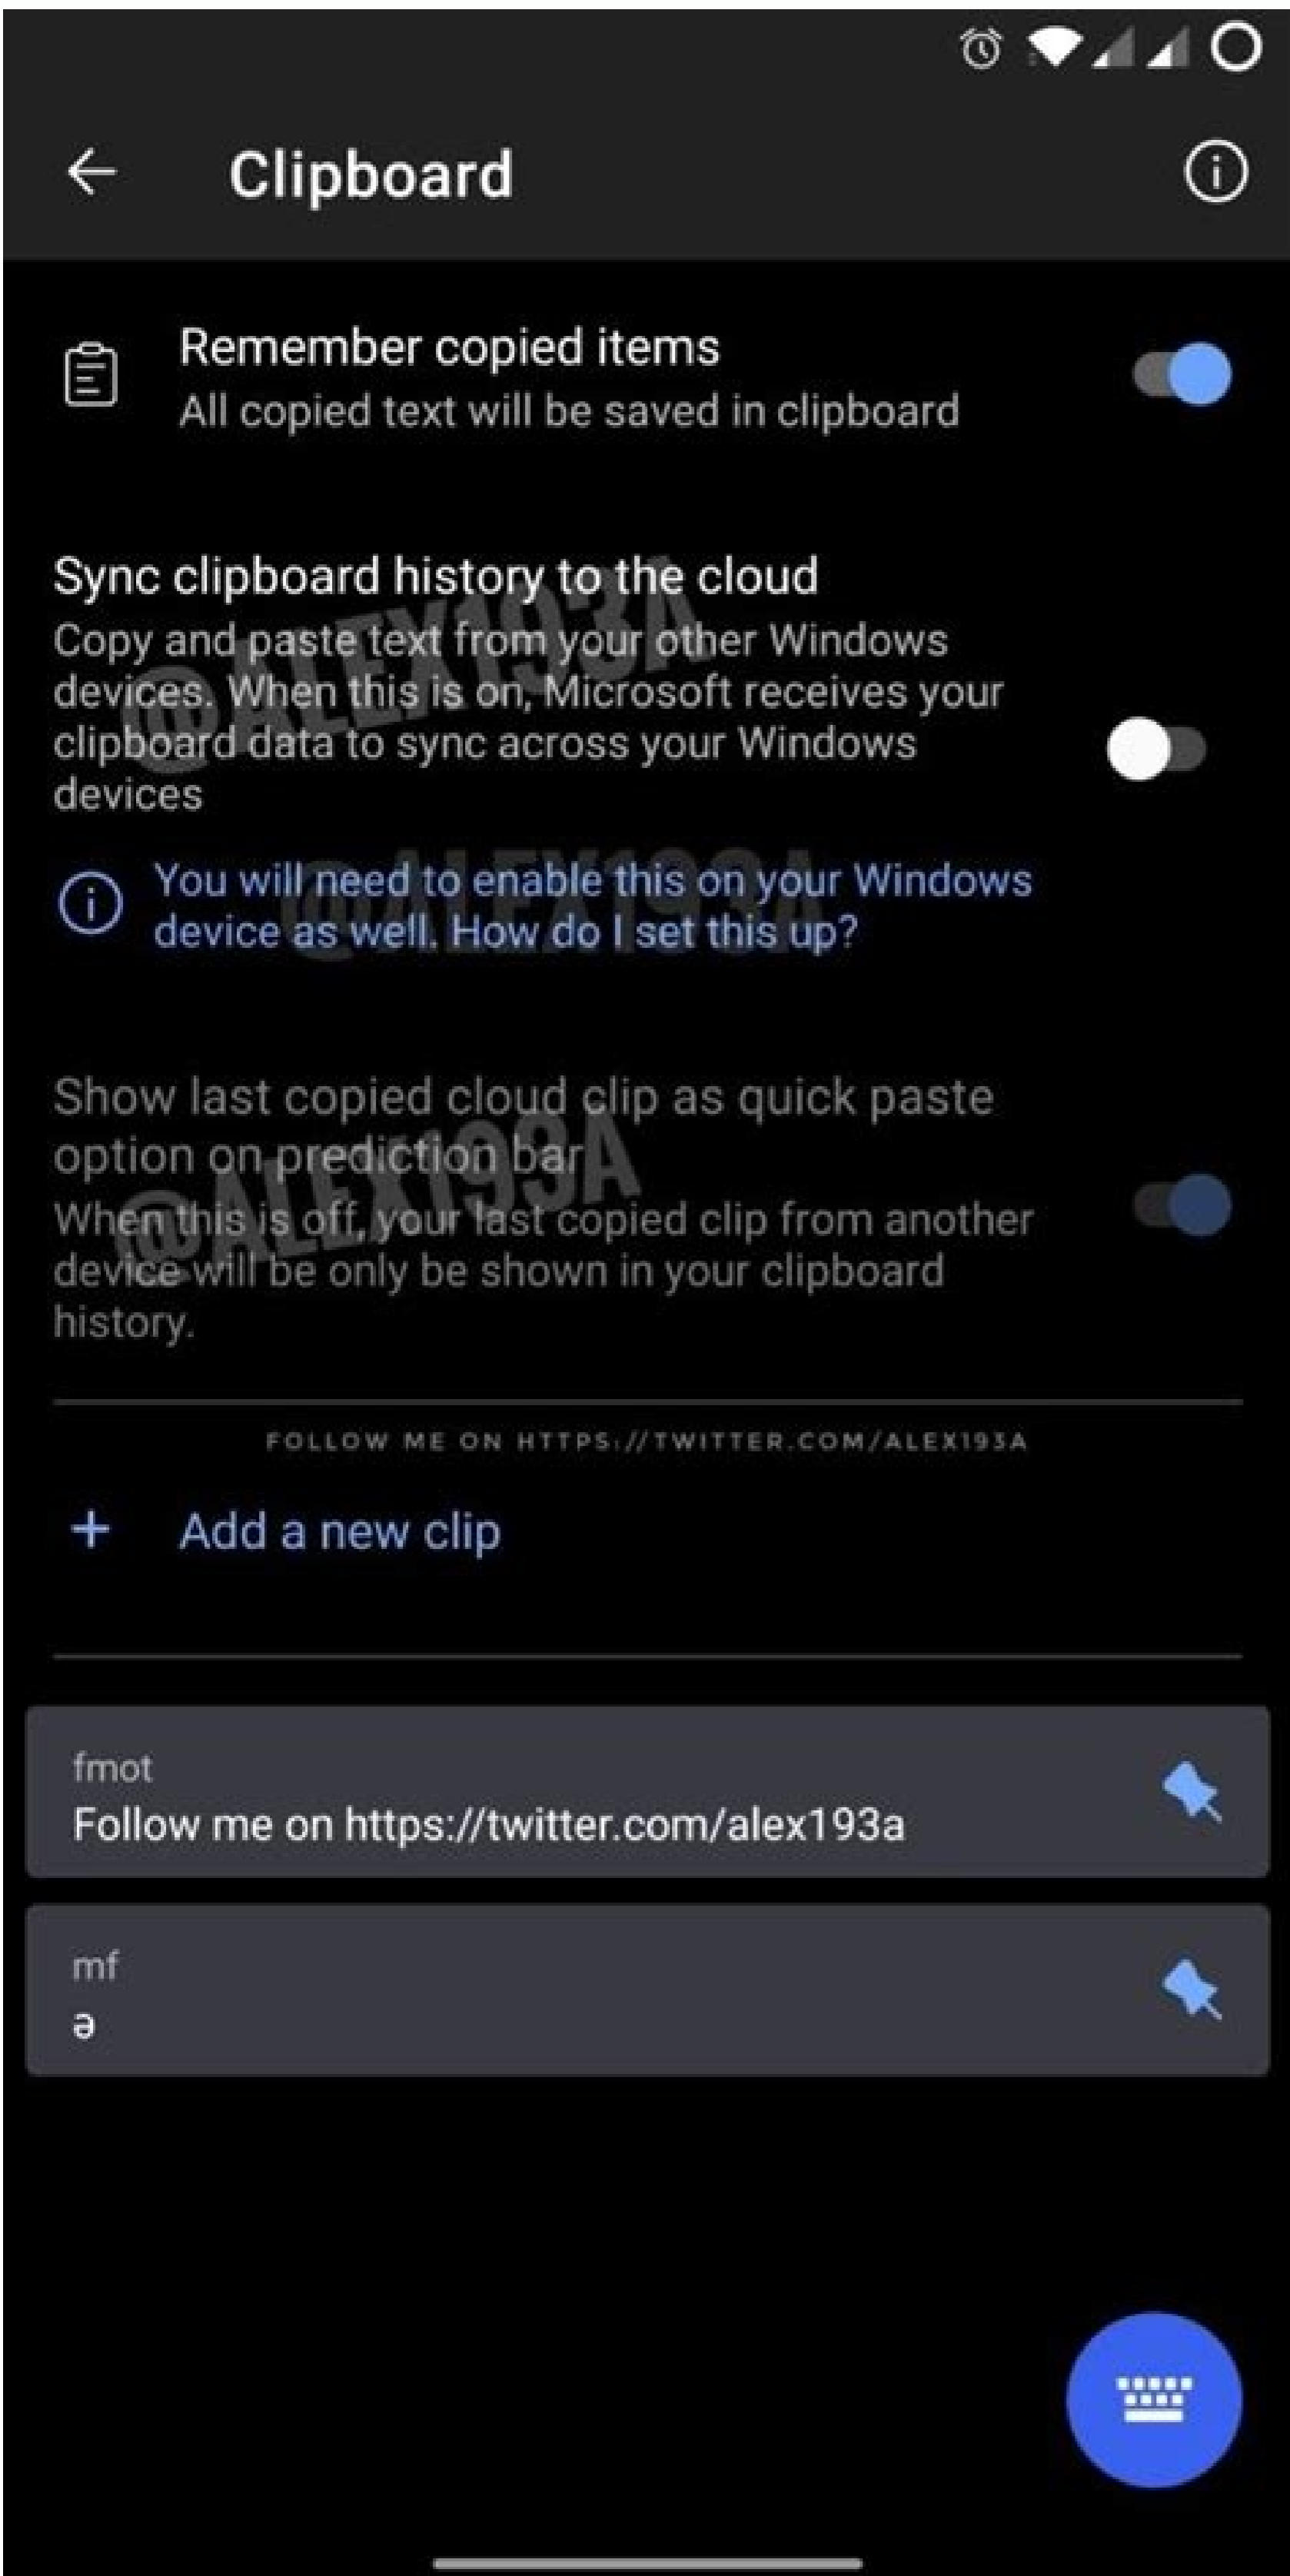 Clipboard
Remember copied items
All copied text will be saved in clipboard
Sync clipboard history to the cloud
Copy and paste text from your other Windows
devices. When this is on, Microsoft receives your
clipboard data to sync across your Windows
devices
@ALEX193A
You will need to enable this on your Windows
device as well. How do I set this up?
@ALEX193A
Show last copied cloud clip as quick paste
option on prediction bar
When this is off, your last copied clip from another
device will be only be shown in your clipboard
history.
@ALEX193A
FOLLOW ME ON HTTPS://TWITTER.COM/ALEX193A
+ Add a new clip
fmot
Follow me on https://twitter.com/alex193a
mf
ə